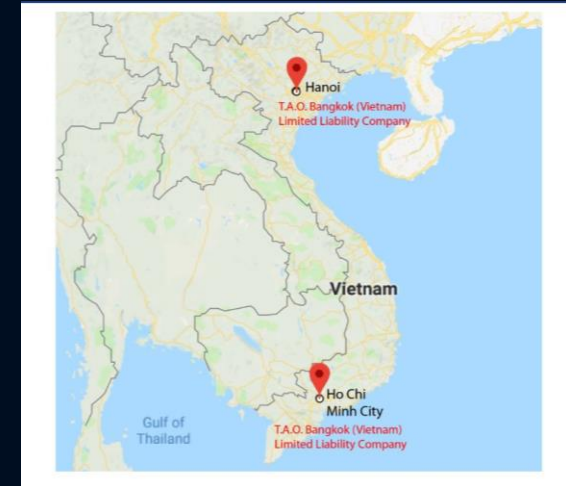 Hanoi
T.A.O. Bangkok (Vietnam)
Limited Liability Company
Vietnam
Ho Chi
Minh City
Gulf of
Thailand
T.A.O. Bangkok (Vietnam)
Limited Liability Company